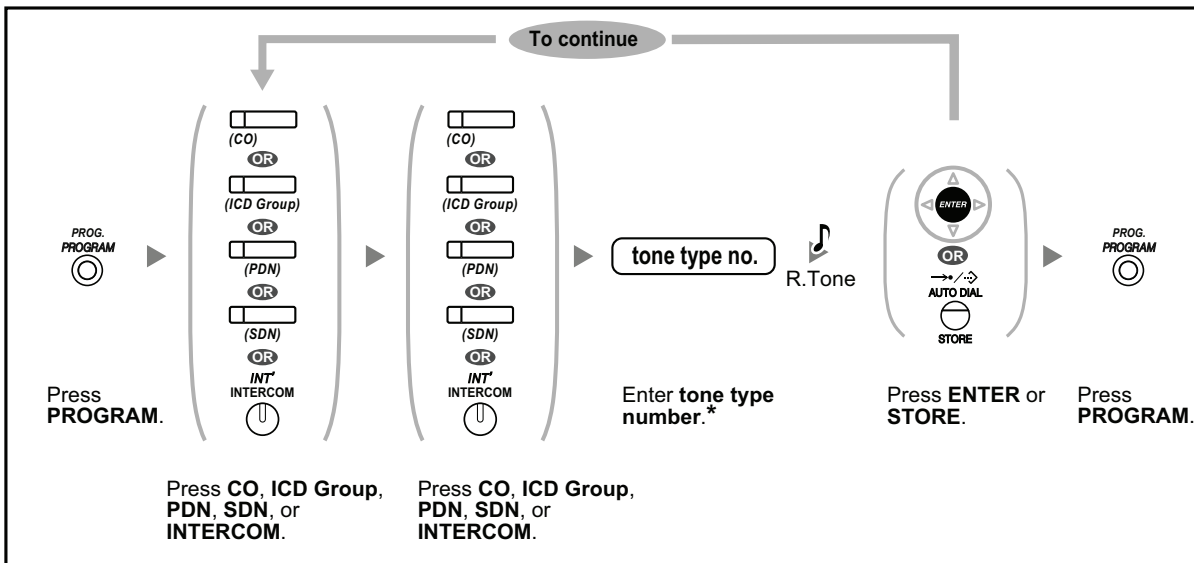 To continue
PROG.
PROGRAM
Press
PROGRAM.
(CO)
OR
(ICD Group)
OR
(PDN)
OR
(SDN)
OR
INT'
INTERCOM
Press CO, ICD Group,
PDN, SDN, or
INTERCOM.
(CO)
OR
(ICD Group)
OR
(PDN)
OR
(SDN)
OR
INT'
INTERCOM
Press CO, ICD Group,
PDN, SDN, or
INTERCOM.
tone type no.
Enter tone type
number.*
R.Tone
ENTER
OR
AUTO DIAL
STORE
Press ENTER or
STORE.
PROG.
PROGRAM
Press
PROGRAM.